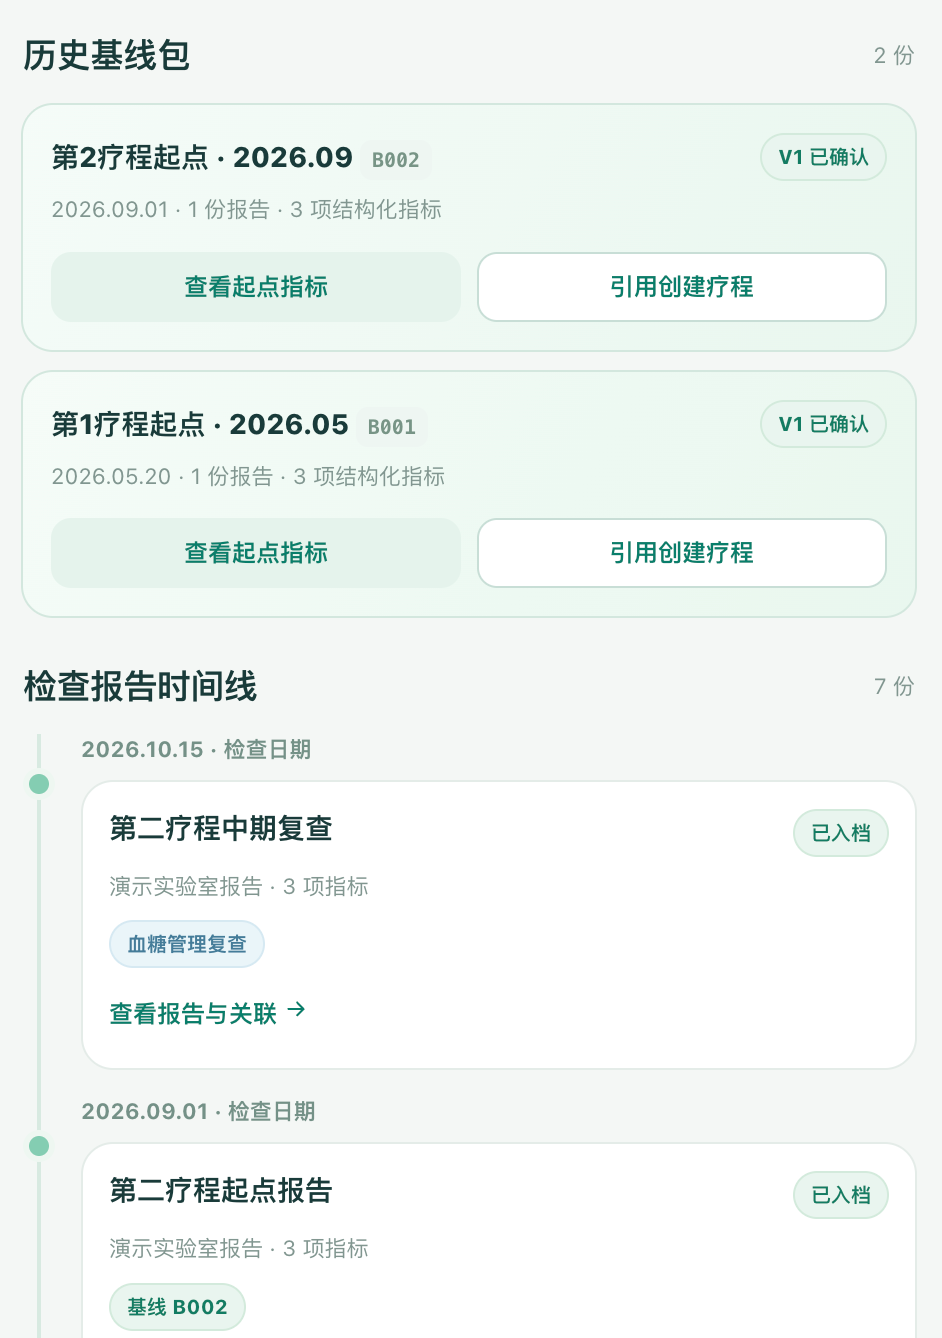 历史基线包
2 份
第2疗程起点 · 2026.09 B002
V1 已确认
2026.09.01 · 1 份报告 · 3 项结构化指标
查看起点指标
引用创建疗程
第1疗程起点 · 2026.05 B001
V1 已确认
2026.05.20 · 1 份报告 · 3 项结构化指标
查看起点指标
引用创建疗程
检查报告时间线
7 份
2026.10.15 · 检查日期
第二疗程中期复查
已入档
演示实验室报告 · 3 项指标
血糖管理复查
查看报告与关联 →
2026.09.01 · 检查日期
第二疗程起点报告
已入档
演示实验室报告 · 3 项指标
基线 B002